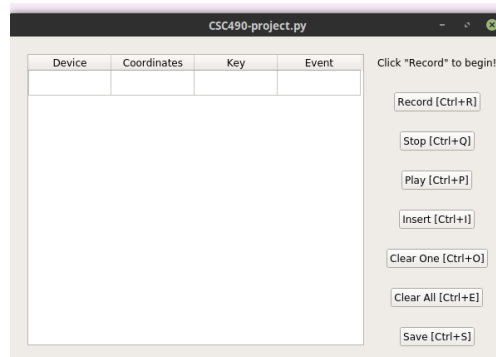 CSC490-project.py
Device Coordinates Key Event
Click "Record" to begin!
Record [Ctrl+R]
Stop [Ctrl+Q]
Play [Ctrl+P]
Insert [Ctrl+I]
Clear One [Ctrl+O]
Clear All [Ctrl+E]
Save [Ctrl+S]